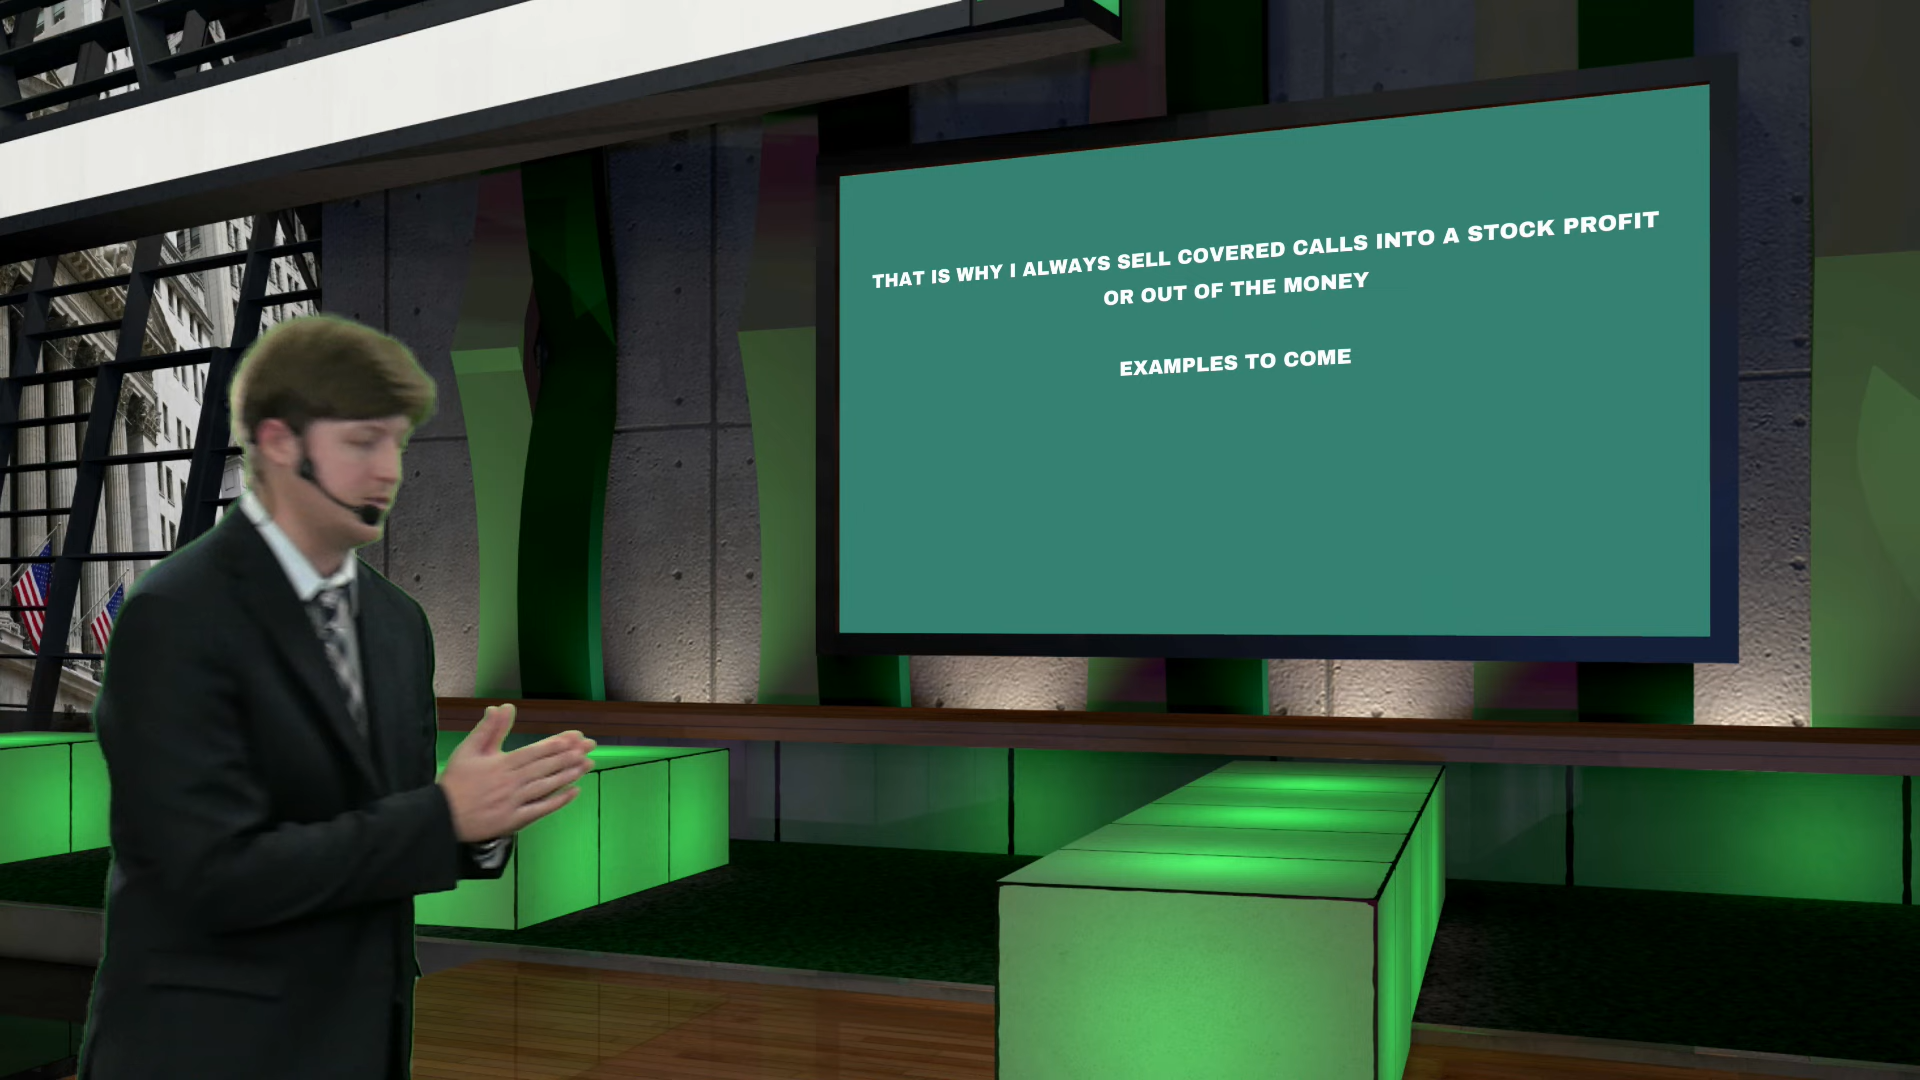 THAT IS WHY I ALWAYS SELL COVERED CALLS INTO A STOCK PROFIT
OR OUT OF THE MONEY
EXAMPLES TO COME